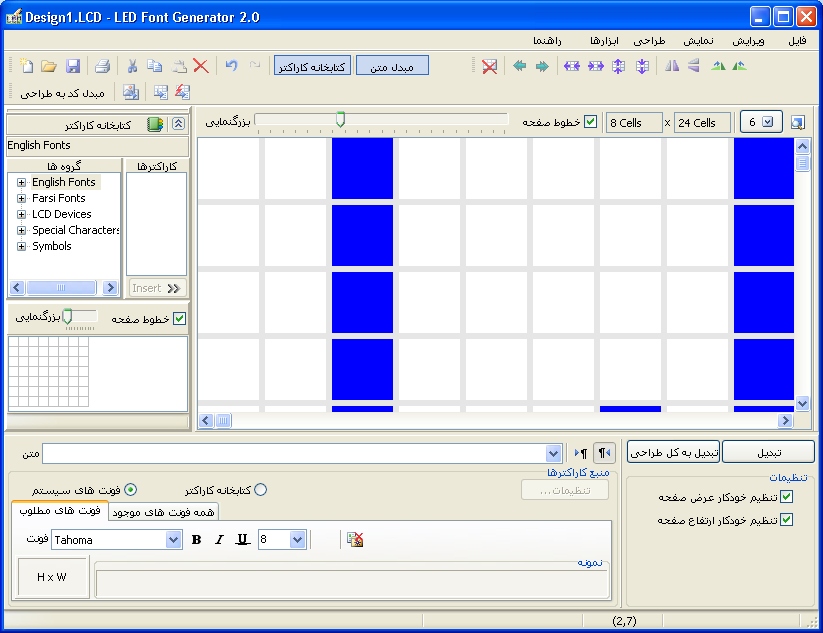 Design1.LCD - LED Font Generator 2.0
فایل ویرایش نمایش طراحی ابزارها راهنما
کتابخانه کاراکتر مبدل متن
مبدل کد به طراحی
کتابخانه کاراکتر
English Fonts
گروه ها کاراکترها
English Fonts
Farsi Fonts
LCD Devices
Special Characters
Symbols
Insert
بزرگنمایی خطوط صفحه
بزرگنمایی خطوط صفحه 8 Cells x 24 Cells 6
متن
تبدیل به کل طراحی تبدیل
منبع کاراکترها
فونت های سیستم کتابخانه کاراکتر تنظیمات...
فونت های مطلوب همه فونت های موجود
فونت Tahoma B I U 8
نمونه
H x W
تنظیمات
تنظیم خودکار عرض صفحه
تنظیم خودکار ارتفاع صفحه
(2,7)